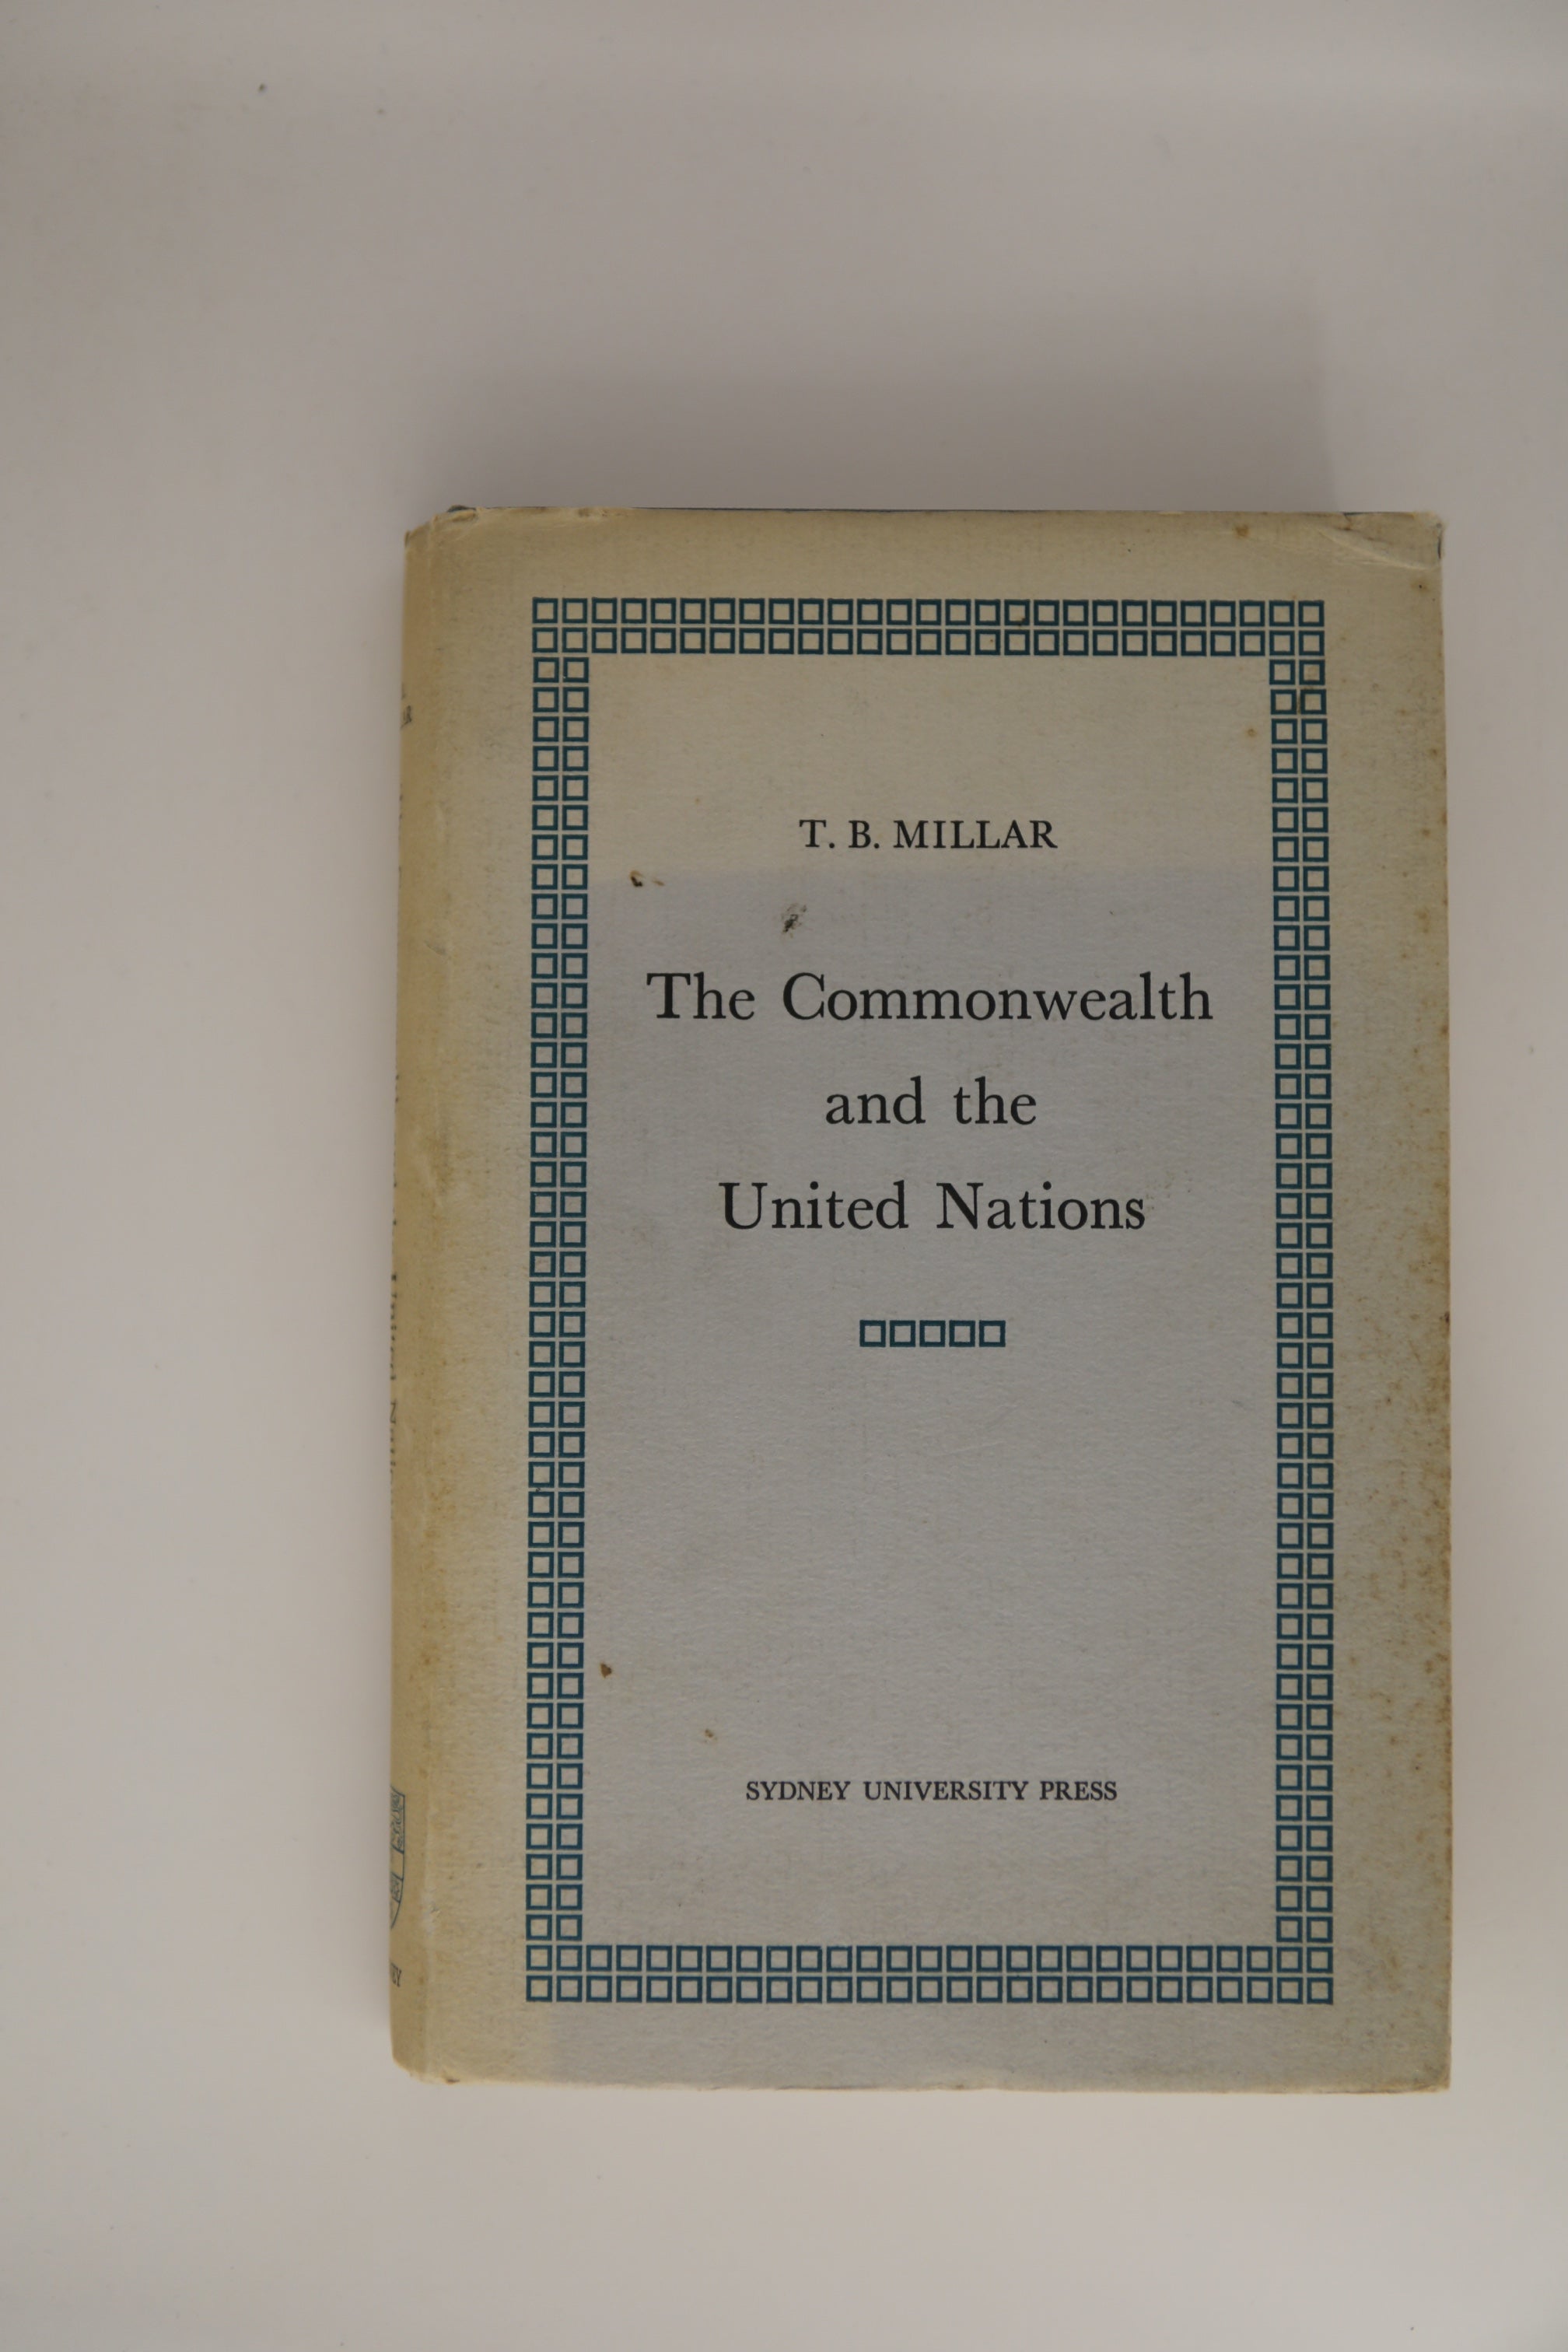 T. B. MILLAR
The Commonwealth
and the
United Nations
SYDNEY UNIVERSITY PRESS